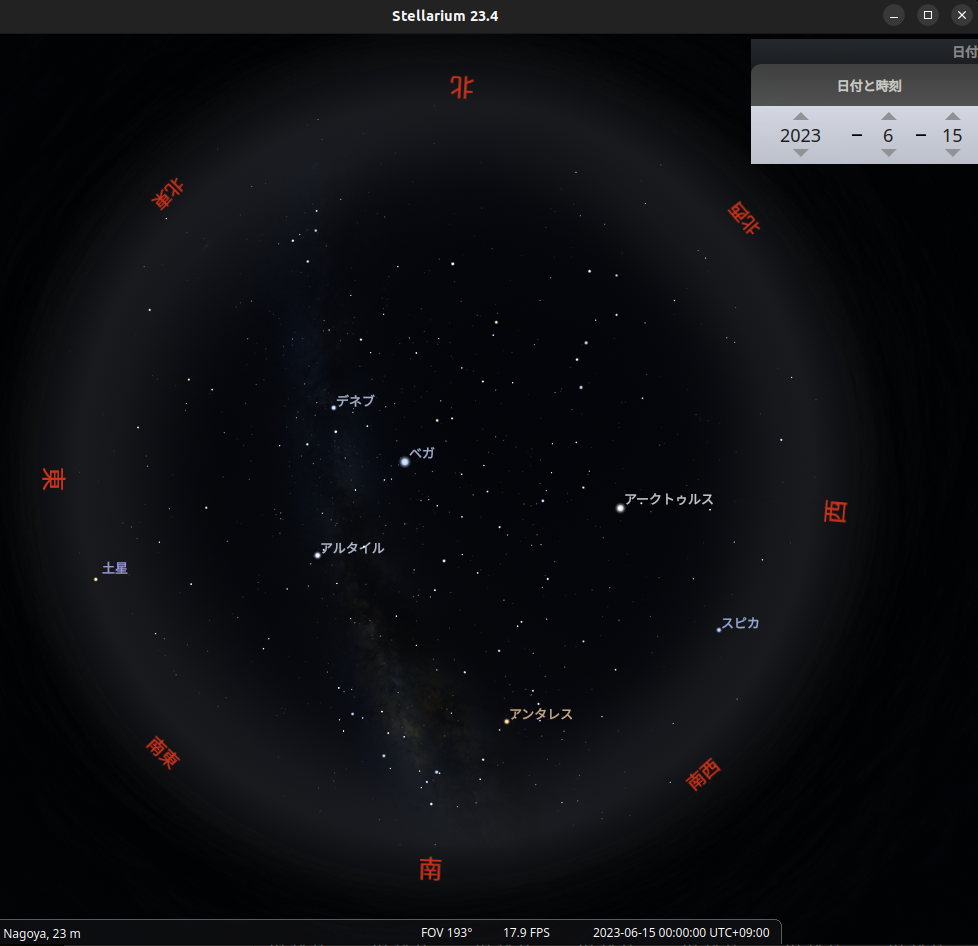 Stellarium 23.4
日付
日付と時刻
2023 - 6 - 15
北
北東
北西
デネブ
ベガ
東
アークトゥルス
西
アルタイル
土星
スピカ
アンタレス
南東
南西
南
Nagoya, 23 m FOV 193° 17.9 FPS 2023-06-15 00:00:00 UTC+09:00